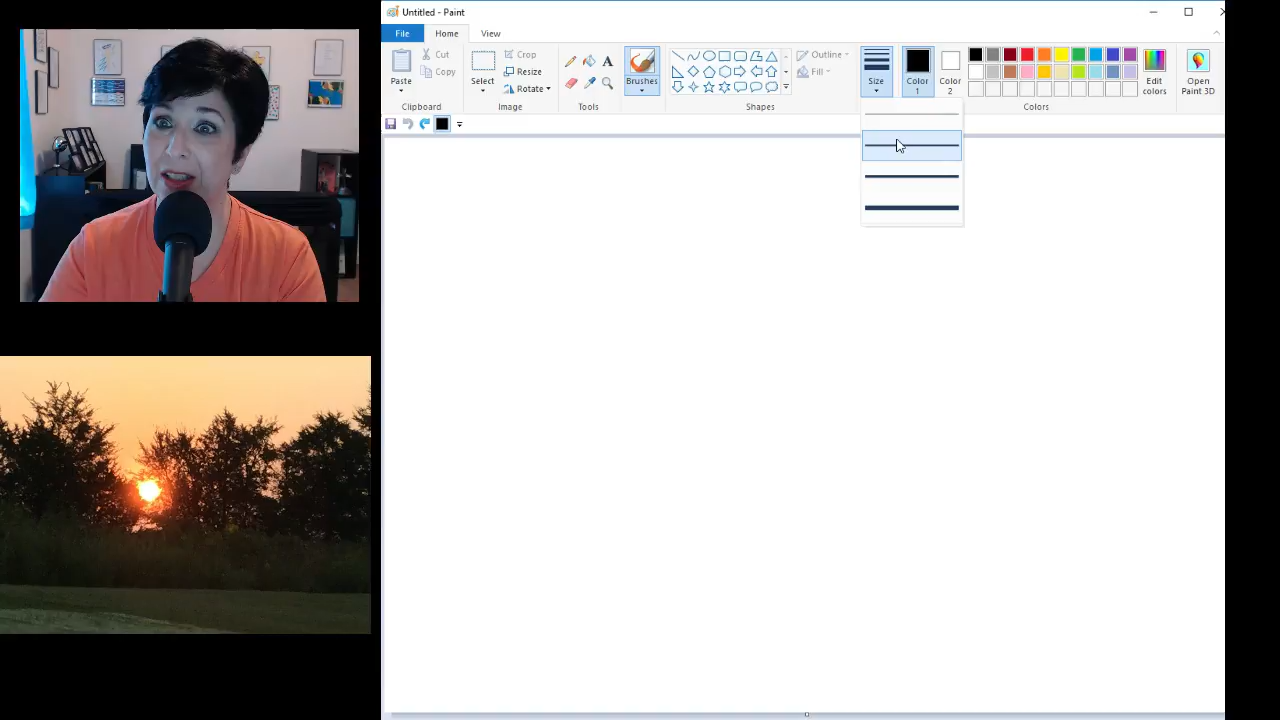 Untitled - Paint
File
Home
View
Paste
Cut
Copy
Clipboard
Select
Crop
Resize
Rotate
Image
Tools
Brushes
Shapes
Outline
Fill
Size
Color 1
Color 2
Colors
Edit colors
Open Paint 3D
A